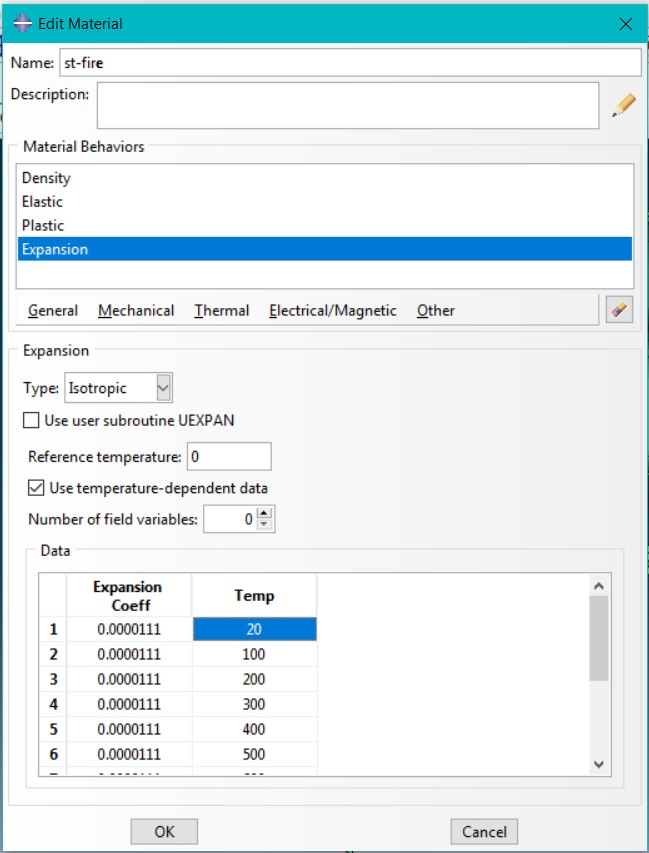 Edit Material
Name: st-fire
Description:
Material Behaviors
Density
Elastic
Plastic
Expansion
General Mechanical Thermal Electrical/Magnetic Other
Expansion
Type: Isotropic
Use user subroutine UEXPAN
Reference temperature: 0
Use temperature-dependent data
Number of field variables: 0
Data
Expansion Coeff Temp
1 0.0000111 20
2 0.0000111 100
3 0.0000111 200
4 0.0000111 300
5 0.0000111 400
6 0.0000111 500
OK Cancel